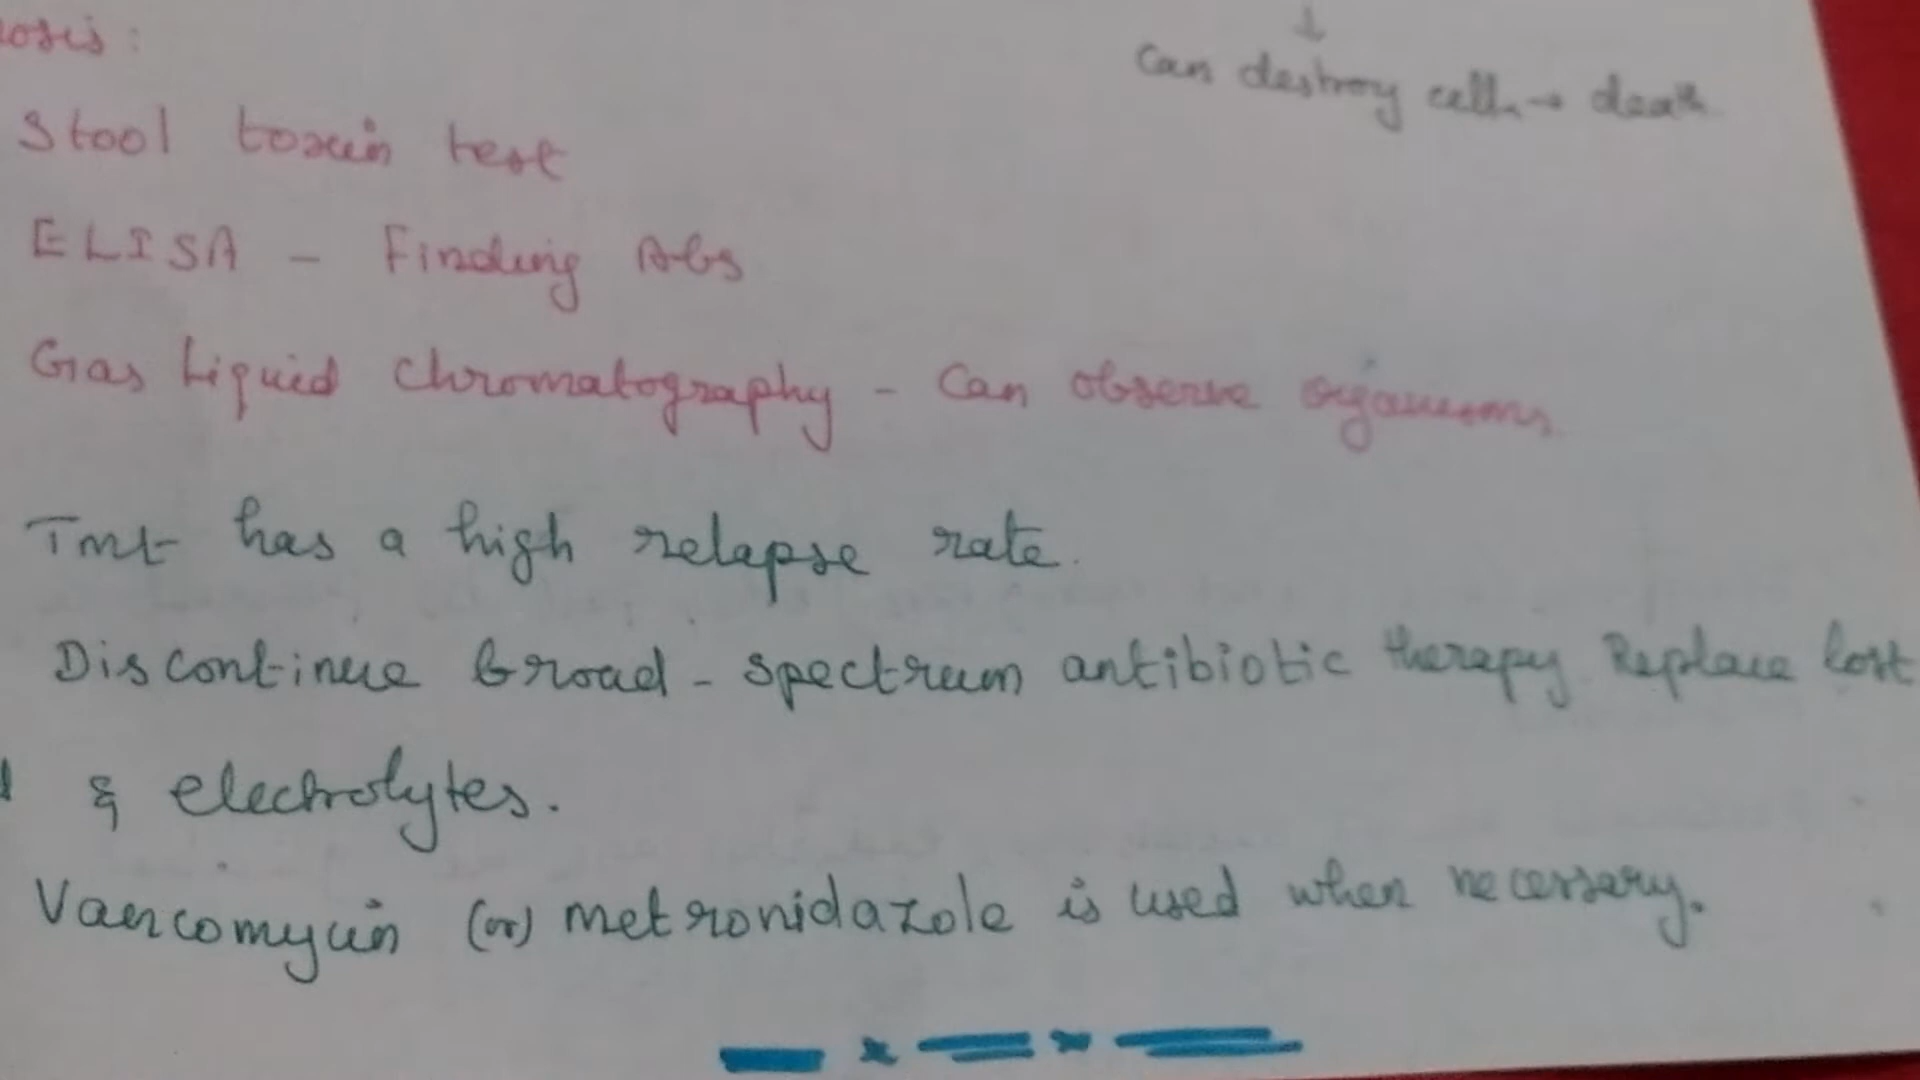 ↓
can destroy cells → death
osis:
Stool toxin test
ELISA - Finding Abs
Gas Liquid Chromatography - Can observe organisms
Tmt has a high relapse rate.
Discontinue broad-spectrum antibiotic therapy. Replace lost
& electrolytes.
Vancomycin (or) metronidazole is used when necessary.